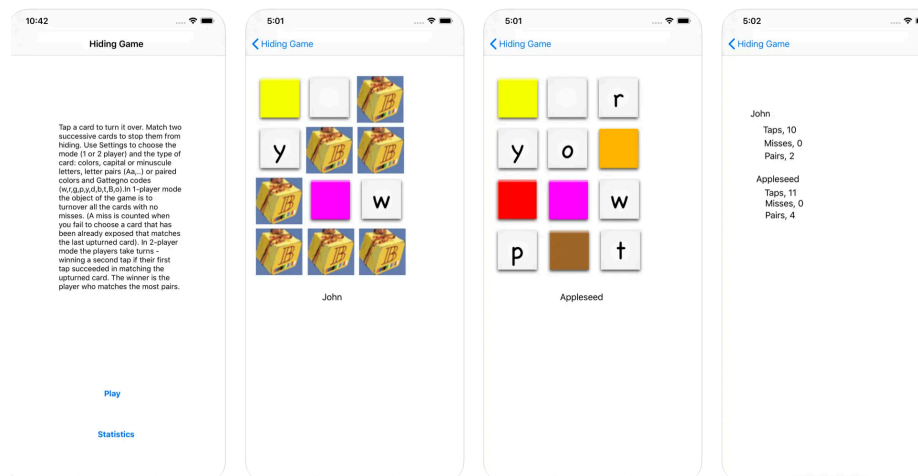 10:42
Hiding Game
Tap a card to turn it over. Match two
successive cards to stop them from
hiding. Use Settings to choose the
mode (1 or 2 player) and the type of
card: colors, capital or minuscule
letters, letter pairs (Aa,...) or paired
colors and Gattegno codes
(w,r,g,p,y,d,b,t,B,o).In 1-player mode
the object of the game is to
turnover all the cards with no
misses. (A miss is counted when
you fail to choose a card that has
been already exposed that matches
the last upturned card). In 2-player
mode the players take turns -
winning a second tap if their first
tap succeeded in matching the
upturned card. The winner is the
player who matches the most pairs.
Play
Statistics
5:01
Hiding Game
B
y
B
B
B
w
B
B
B
John
5:01
Hiding Game
r
y
o
w
p
t
Appleseed
5:02
Hiding Game
John
Taps, 10
Misses, 0
Pairs, 2
Appleseed
Taps, 11
Misses, 0
Pairs, 4